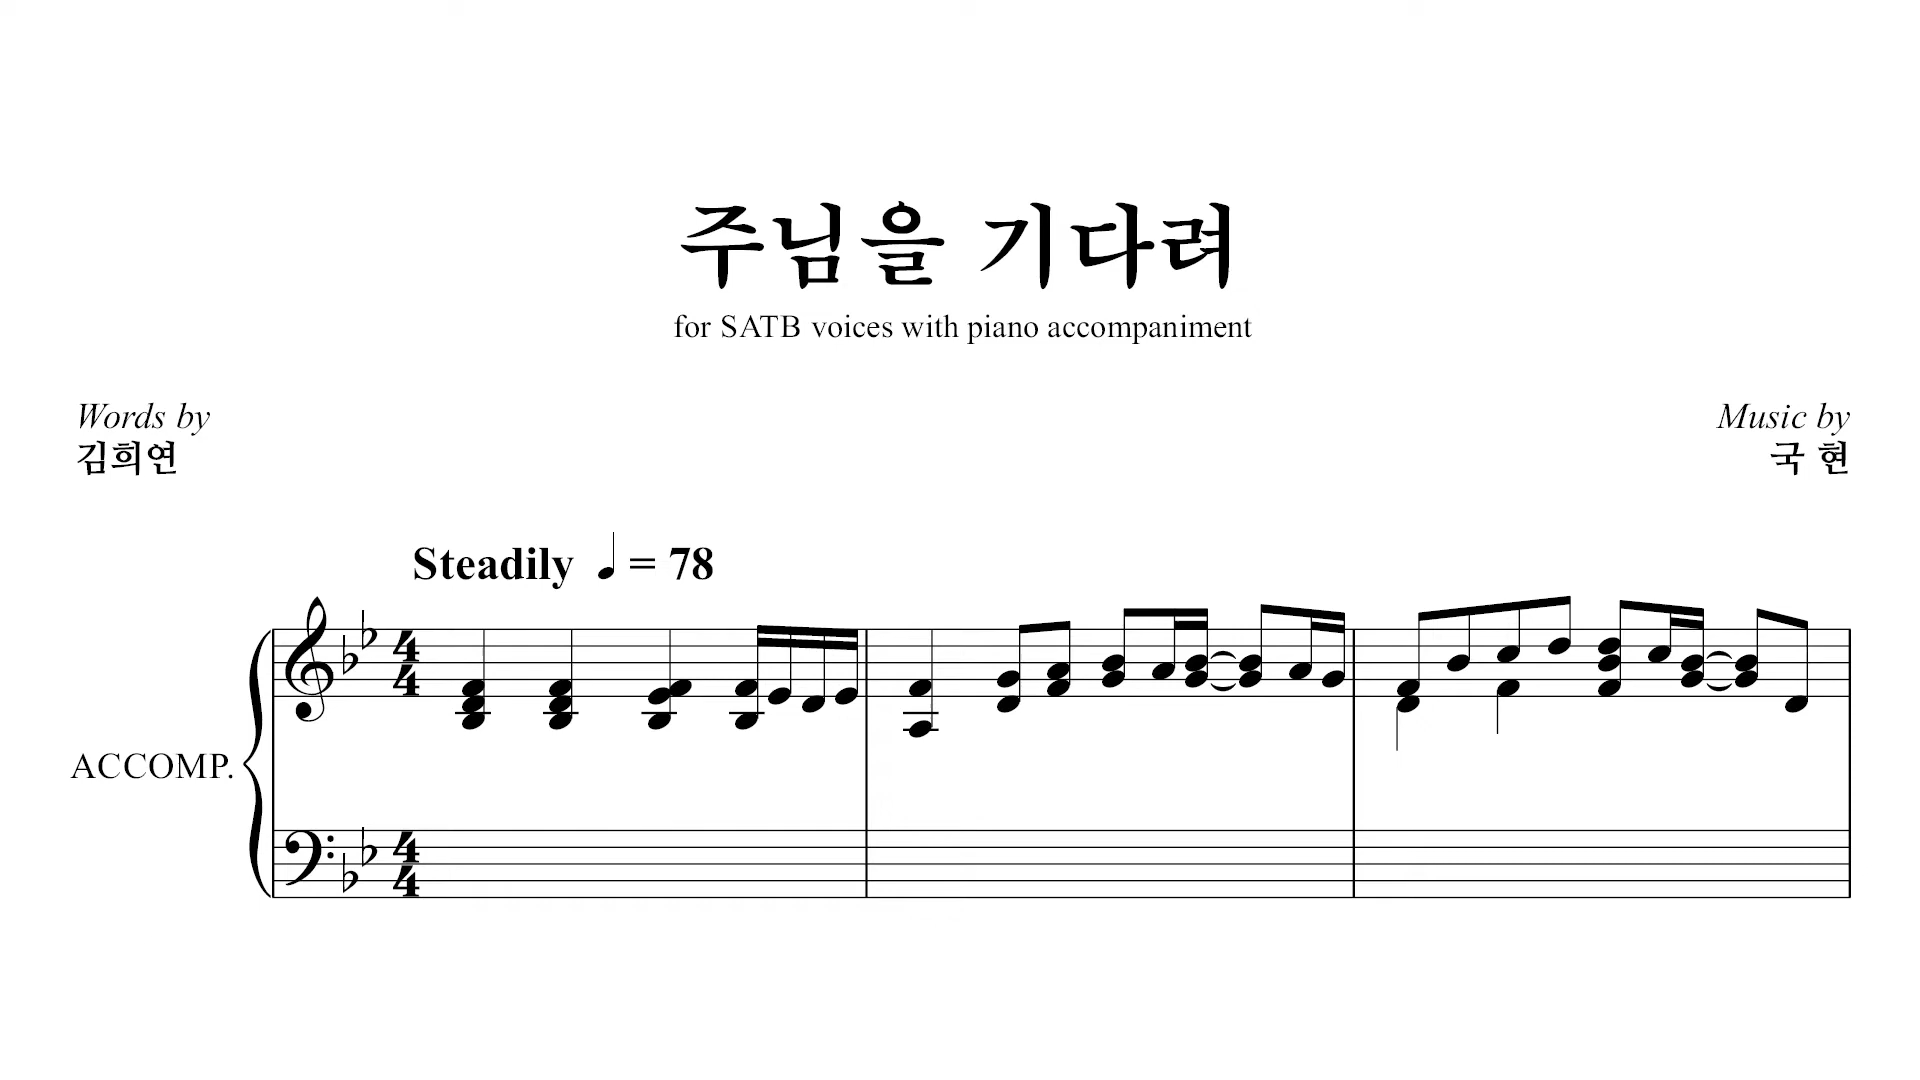 주님을 기다려
for SATB voices with piano accompaniment
Words by
김희연
Music by
국 현
Steadily ♩ = 78
ACCOMP.